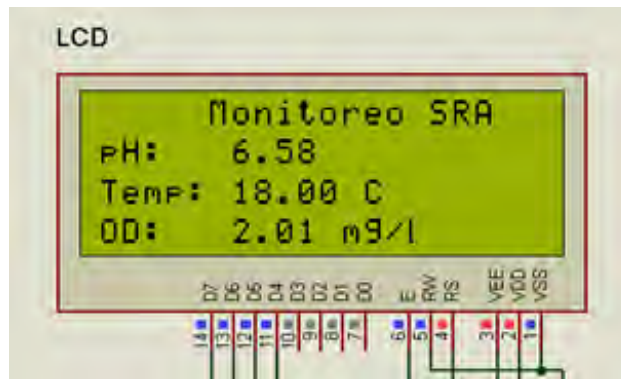 LCD
Monitoreo SRA
pH: 6.58
Temp: 18.00 C
OD: 2.01 mg/l
D7 D6 D5 D4 D3 D2 D1 D0 E RW RS VEE VDD VSS
14 13 12 11 10 9 8 7 6 5 4 3 2 1